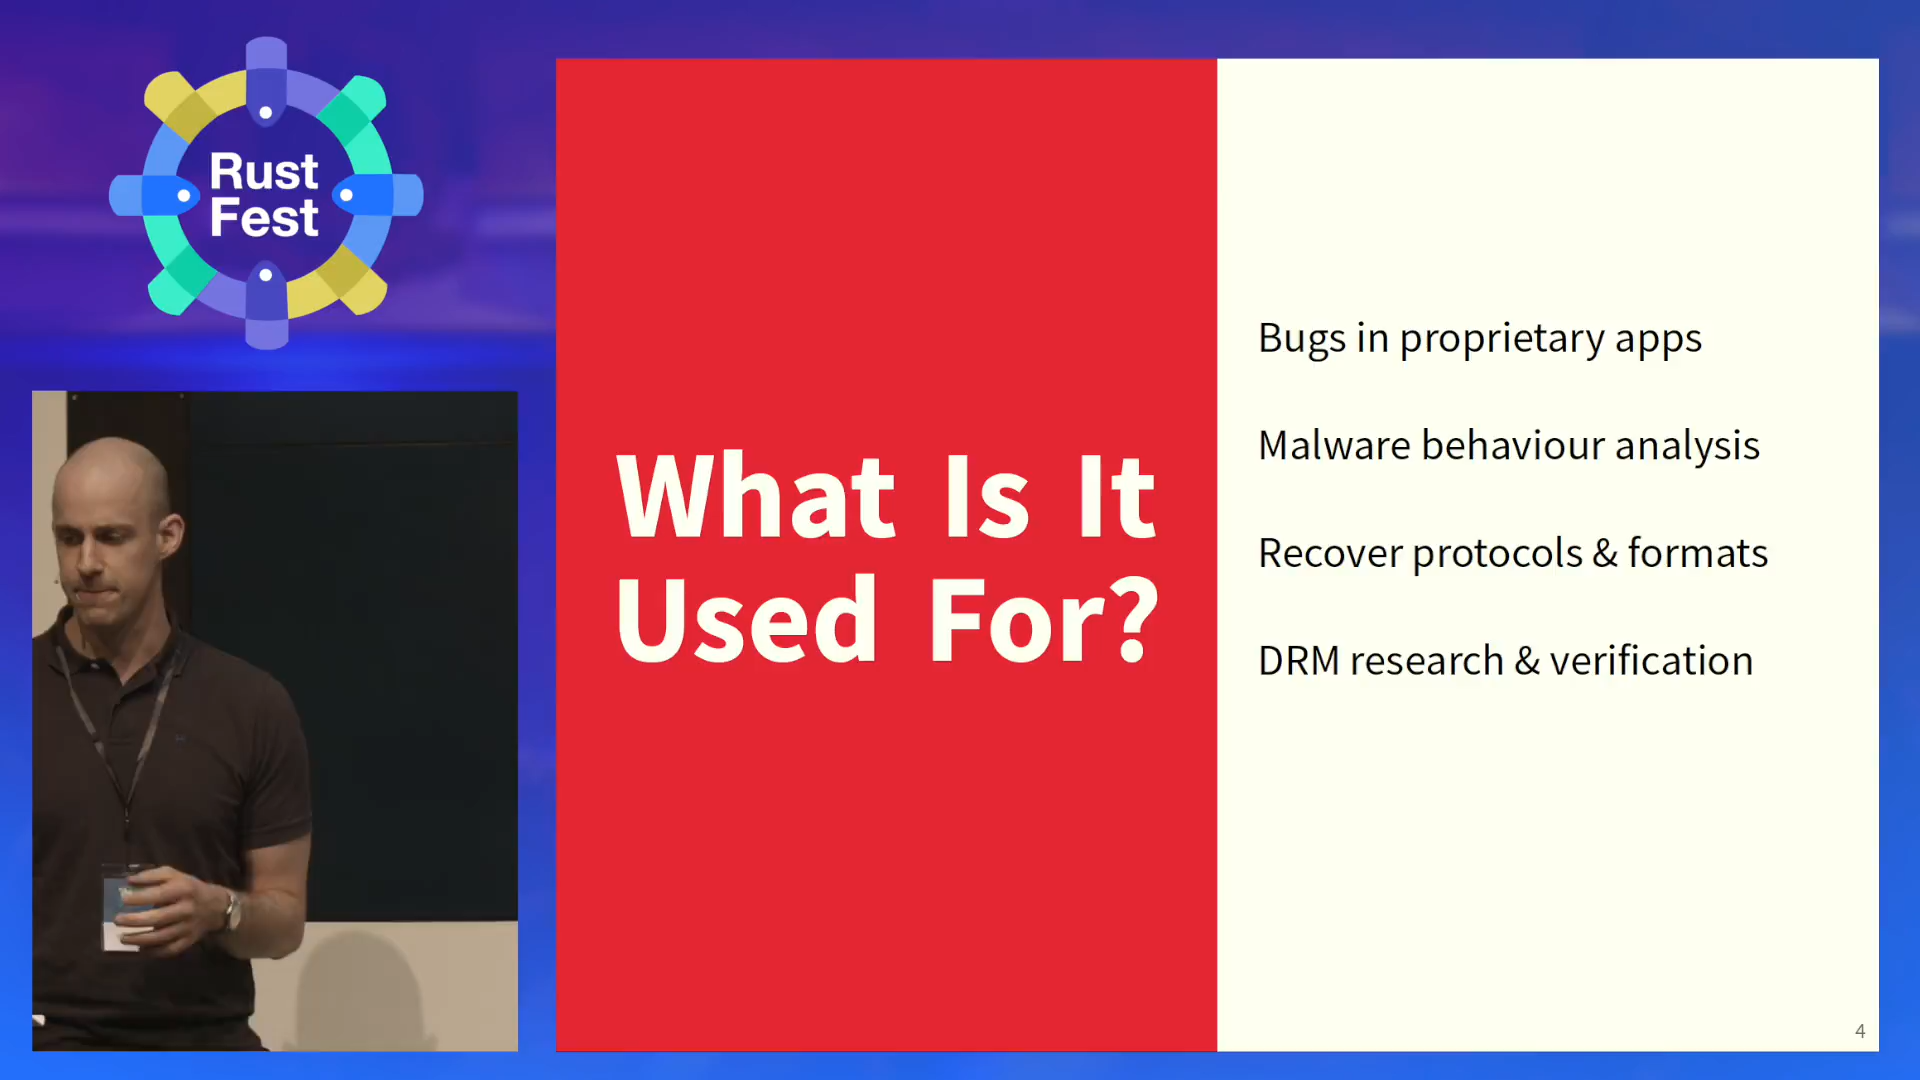 Rust
Fest
What Is It
Used For?
Bugs in proprietary apps
Malware behaviour analysis
Recover protocols & formats
DRM research & verification
4